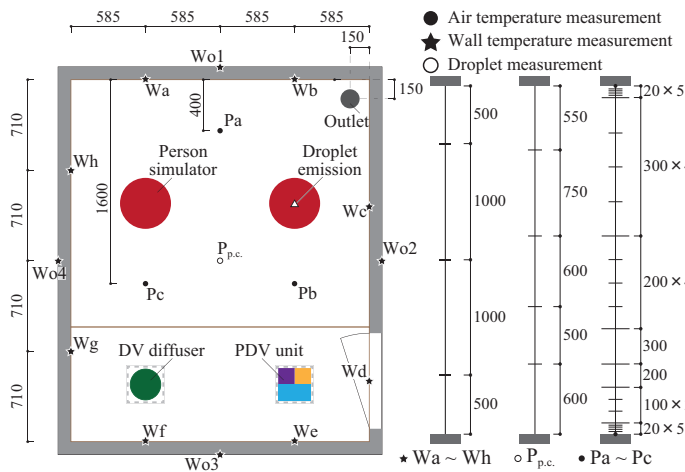 585 585 585 585
150
Air temperature measurement
Wall temperature measurement
Droplet measurement
Wo1
Wa
Wb
400
Pa
150
Outlet
20 × 5
500
550
710
Wh
Person
simulator
Droplet
emission
300 × 4
1600
710
Wc
1000
750
P p.c.
Wo4
Wo2
Pc
Pb
600
200 × 4
710
Wg
1000
500
300
DV diffuser
PDV unit
Wd
200
710
500
600
100 × 3
Wf
We
20 × 5
Wo3
Wa ~ Wh
P p.c.
Pa ~ Pc